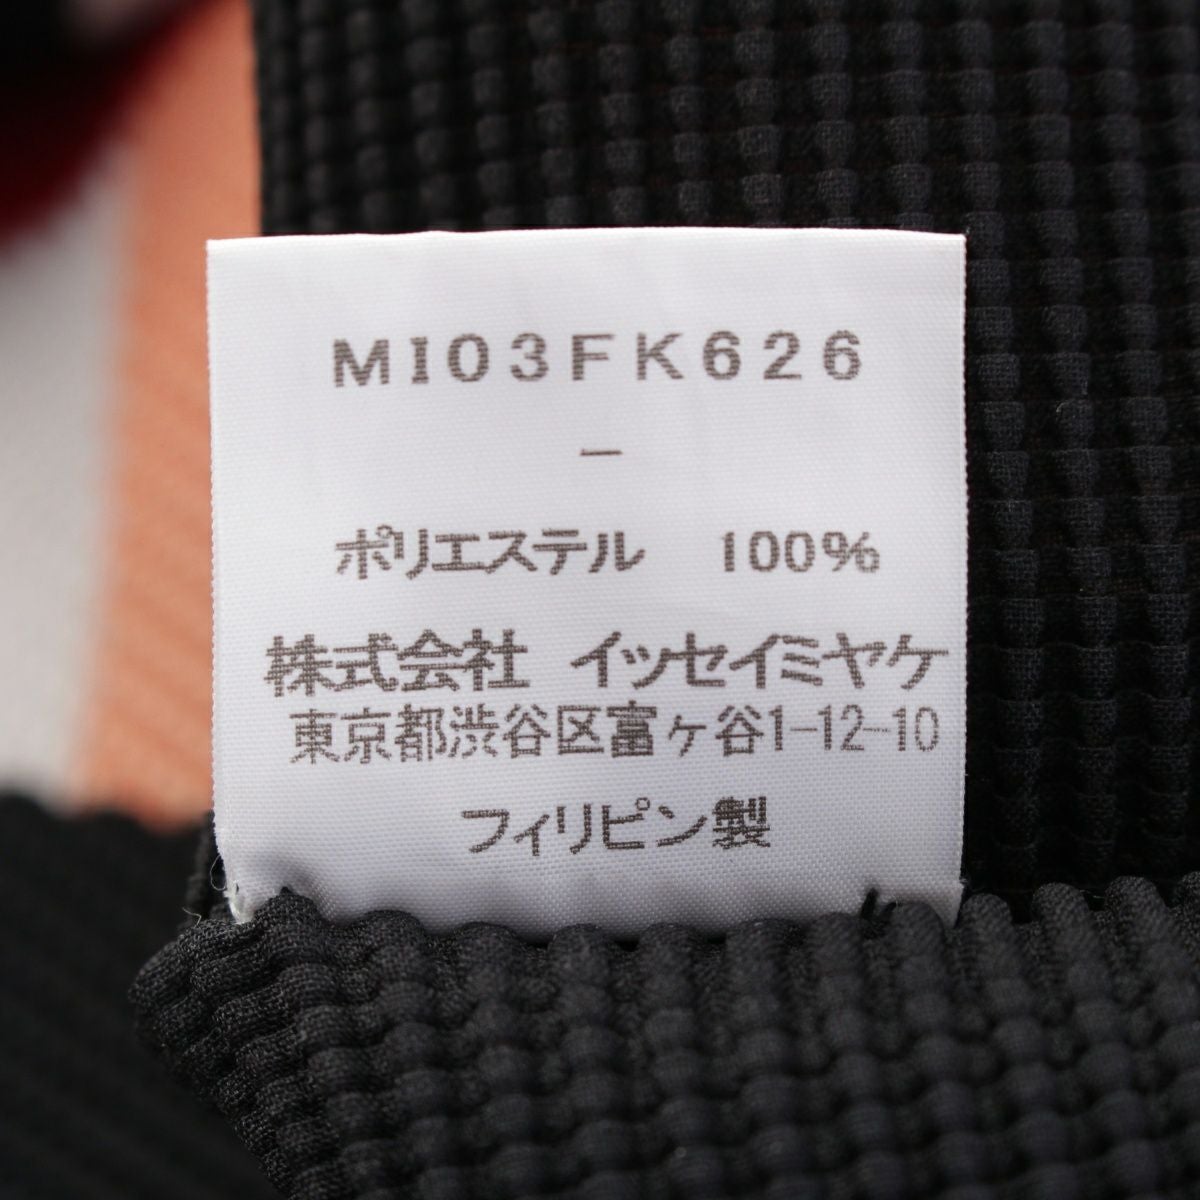 MI03FK626
−
ポリエステル 100%
株式会社 イッセイミヤケ
東京都渋谷区富ヶ谷1-12-10
フィリピン製